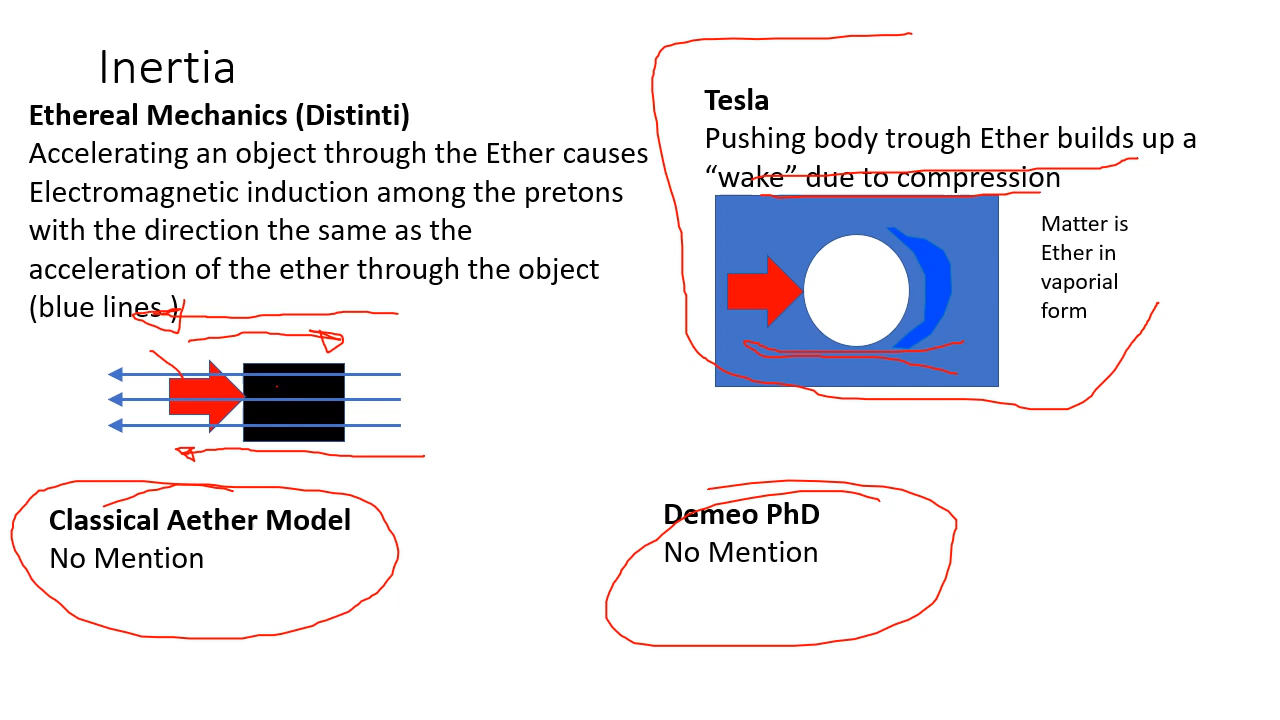 Inertia
Ethereal Mechanics (Distinti)
Accelerating an object through the Ether causes
Electromagnetic induction among the pretons
with the direction the same as the
acceleration of the ether through the object
(blue lines )
Tesla
Pushing body trough Ether builds up a
“wake” due to compression
Matter is
Ether in
vaporial
form
Classical Aether Model
No Mention
Demeo PhD
No Mention